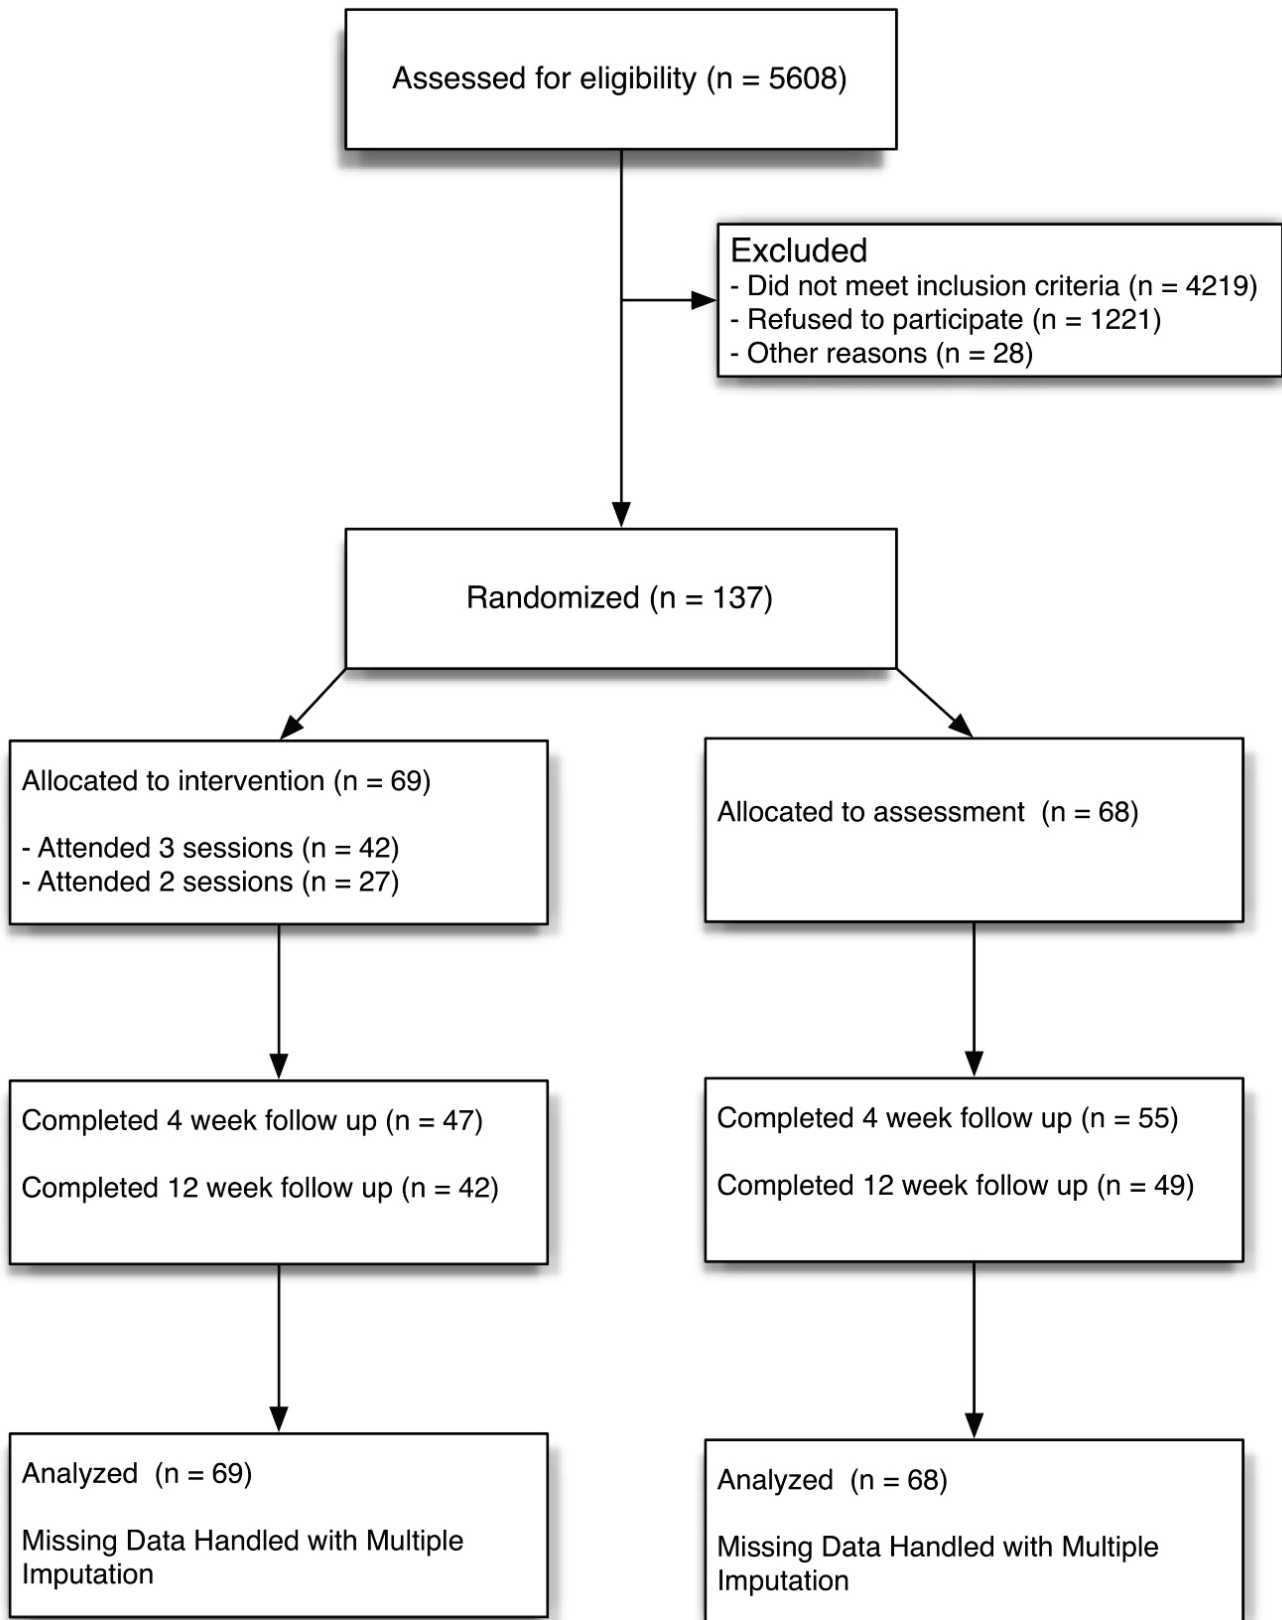 Assessed for eligibility (n = 5608)
Excluded
- Did not meet inclusion criteria (n = 4219)
- Refused to participate (n = 1221)
- Other reasons (n = 28)
Randomized (n = 137)
Allocated to intervention (n = 69)
- Attended 3 sessions (n = 42)
- Attended 2 sessions (n = 27)
Allocated to assessment (n = 68)
Completed 4 week follow up (n = 47)
Completed 12 week follow up (n = 42)
Completed 4 week follow up (n = 55)
Completed 12 week follow up (n = 49)
Analyzed (n = 69)
Missing Data Handled with Multiple
Imputation
Analyzed (n = 68)
Missing Data Handled with Multiple
Imputation